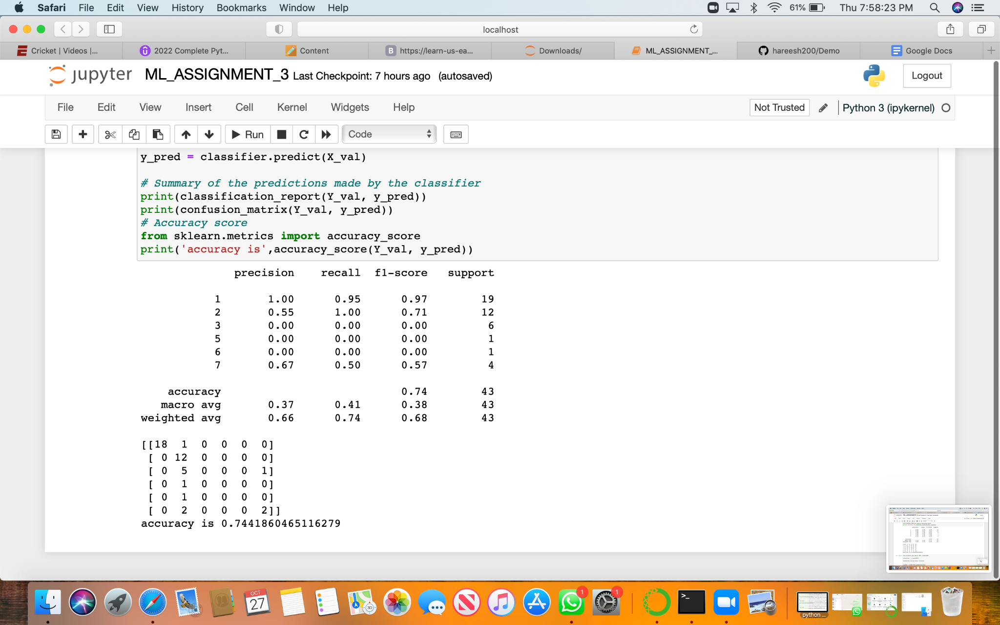 Safari File Edit View History Bookmarks Window Help 61% Thu 7:58:23 PM
localhost
Cricket | Videos |... 2022 Complete Pyt... Content https://learn-us-ea... Downloads/ ML_ASSIGNMENT_... hareesh200/Demo Google Docs
jupyter ML_ASSIGNMENT_3 Last Checkpoint: 7 hours ago (autosaved) Logout
File Edit View Insert Cell Kernel Widgets Help Not Trusted Python 3 (ipykernel)
Run Code
y_pred = classifier.predict(X_val)
# Summary of the predictions made by the classifier
print(classification_report(Y_val, y_pred))
print(confusion_matrix(Y_val, y_pred))
# Accuracy score
from sklearn.metrics import accuracy_score
print('accuracy is',accuracy_score(Y_val, y_pred))
precision recall f1-score support
1 1.00 0.95 0.97 19
2 0.55 1.00 0.71 12
3 0.00 0.00 0.00 6
5 0.00 0.00 0.00 1
6 0.00 0.00 0.00 1
7 0.67 0.50 0.57 4
accuracy 0.74 43
macro avg 0.37 0.41 0.38 43
weighted avg 0.66 0.74 0.68 43
[[18 1 0 0 0 0]
[ 0 12 0 0 0 0]
[ 0 5 0 0 0 1]
[ 0 1 0 0 0 0]
[ 0 1 0 0 0 0]
[ 0 2 0 0 0 2]]
accuracy is 0.7441860465116279
OCT
27
3D
1
1
>_
python ...